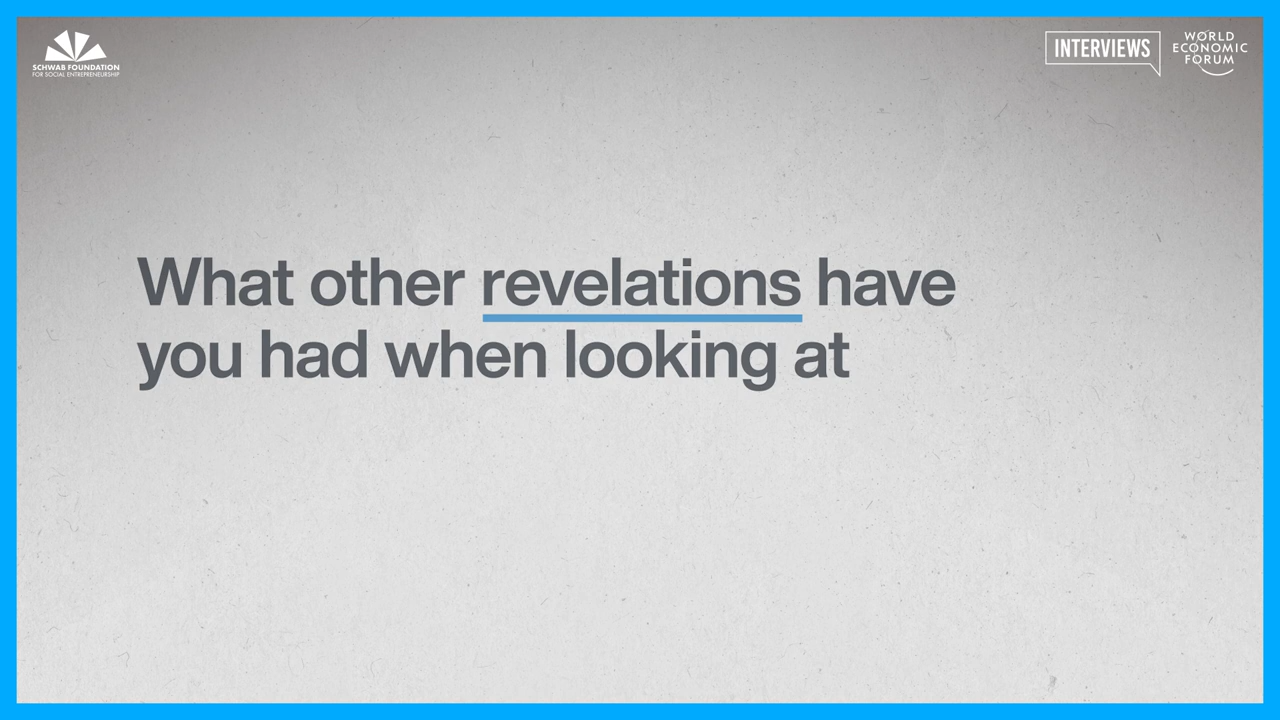 SCHWAB FOUNDATION
FOR SOCIAL ENTREPRENEURSHIP
INTERVIEWS
WORLD
ECONOMIC
FORUM
What other revelations have
you had when looking at